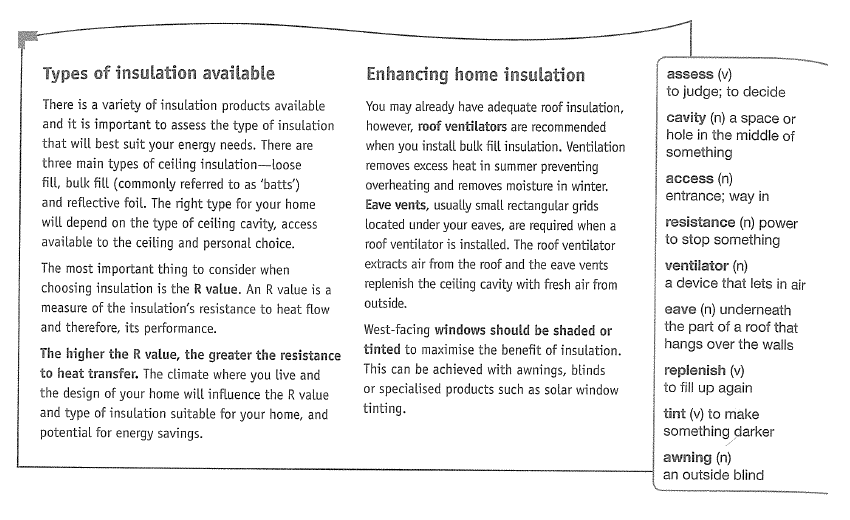 Types of insulation available
There is a variety of insulation products available
and it is important to assess the type of insulation
that will best suit your energy needs. There are
three main types of ceiling insulation—loose
fill, bulk fill (commonly referred to as ‘batts’)
and reflective foil. The right type for your home
will depend on the type of ceiling cavity, access
available to the ceiling and personal choice.
The most important thing to consider when
choosing insulation is the R value. An R value is a
measure of the insulation’s resistance to heat flow
and therefore, its performance.
The higher the R value, the greater the resistance
to heat transfer. The climate where you live and
the design of your home will influence the R value
and type of insulation suitable for your home, and
potential for energy savings.
Enhancing home insulation
You may already have adequate roof insulation,
however, roof ventilators are recommended
when you install bulk fill insulation. Ventilation
removes excess heat in summer preventing
overheating and removes moisture in winter.
Eave vents, usually small rectangular grids
located under your eaves, are required when a
roof ventilator is installed. The roof ventilator
extracts air from the roof and the eave vents
replenish the ceiling cavity with fresh air from
outside.
West-facing windows should be shaded or
tinted to maximise the benefit of insulation.
This can be achieved with awnings, blinds
or specialised products such as solar window
tinting.
assess (v)
to judge; to decide
cavity (n) a space or
hole in the middle of
something
access (n)
entrance; way in
resistance (n) power
to stop something
ventilator (n)
a device that lets in air
eave (n) underneath
the part of a roof that
hangs over the walls
replenish (v)
to fill up again
tint (v) to make
something darker
awning (n)
an outside blind